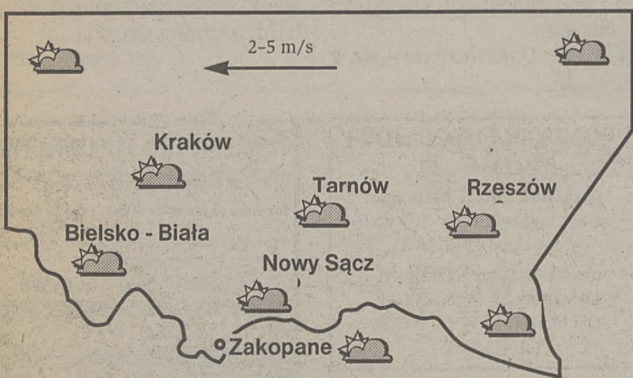 2–5 m/s
Kraków
Tarnów
Rzeszów
Bielsko - Biała
Nowy Sącz
Zakopane